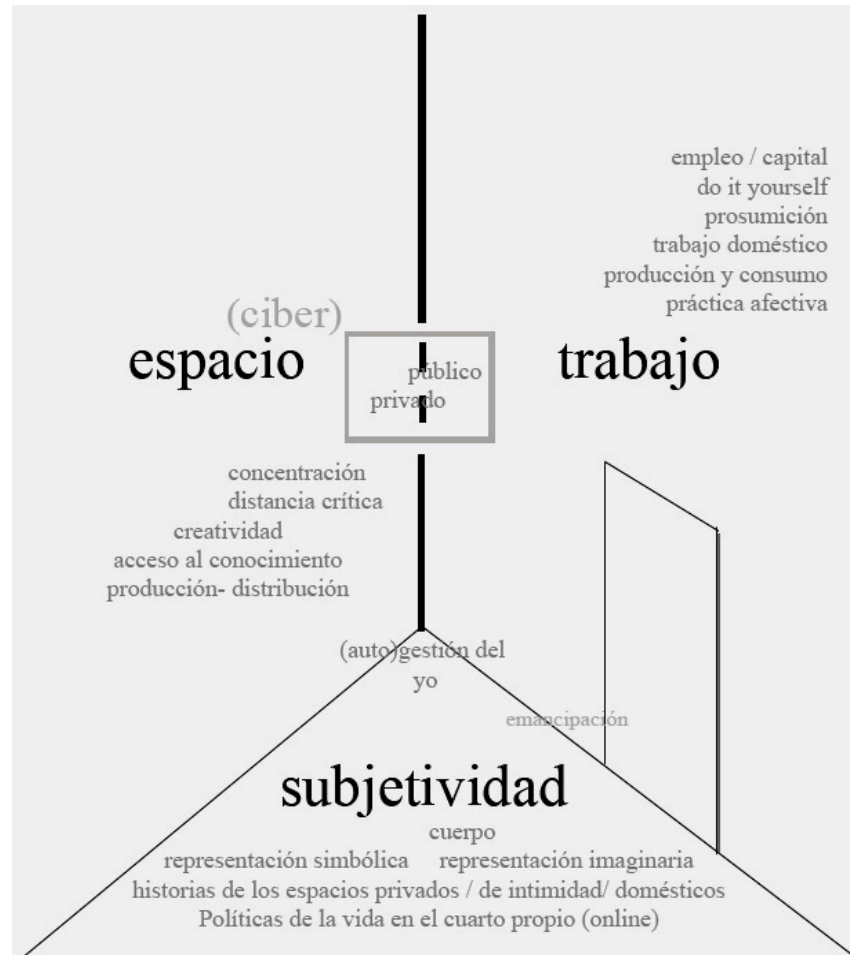 empleo / capital
do it yourself
prosumición
trabajo doméstico
producción y consumo
práctica afectiva
(ciber)
espacio
trabajo
público
privado
concentración
distancia crítica
creatividad
acceso al conocimiento
producción- distribución
(auto)gestión del
yo
emancipación
subjetividad
cuerpo
representación simbólica representación imaginaria
historias de los espacios privados / de intimidad/ domésticos
Políticas de la vida en el cuarto propio (online)